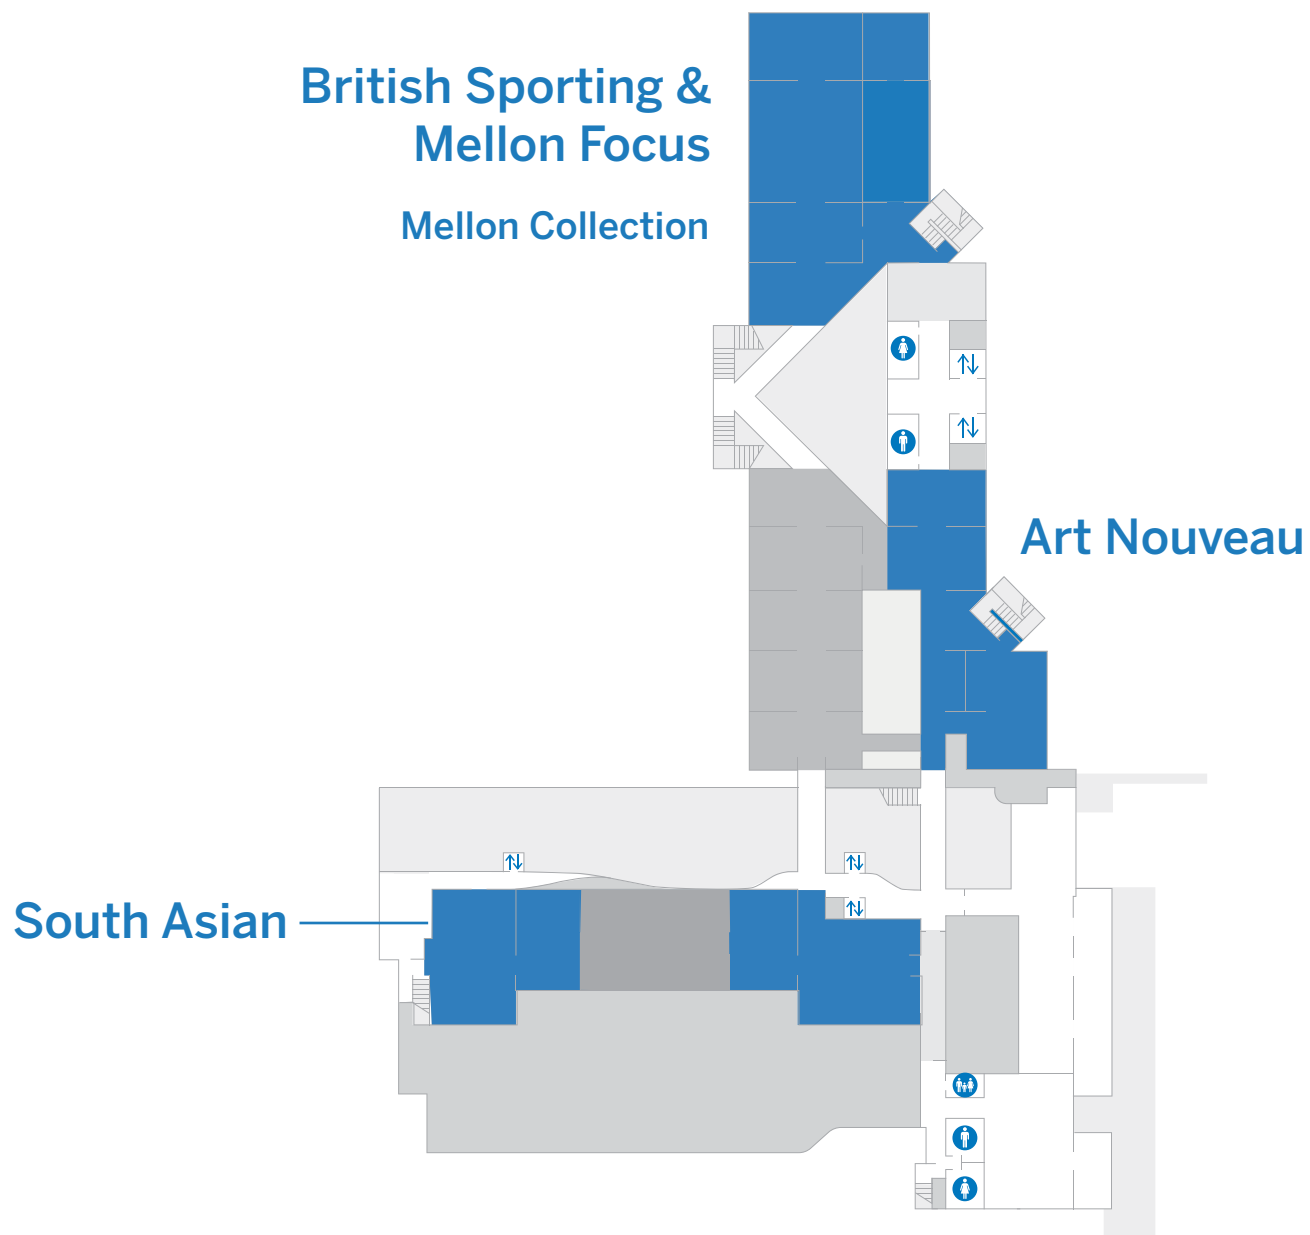 British Sporting &
Mellon Focus
Mellon Collection
Art Nouveau
South Asian